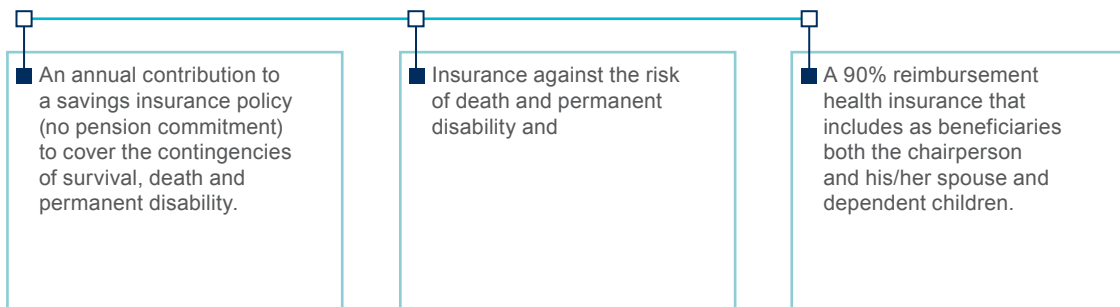 An annual contribution to
a savings insurance policy
(no pension commitment)
to cover the contingencies
of survival, death and
permanent disability.
Insurance against the risk
of death and permanent
disability and
A 90% reimbursement
health insurance that
includes as beneficiaries
both the chairperson
and his/her spouse and
dependent children.